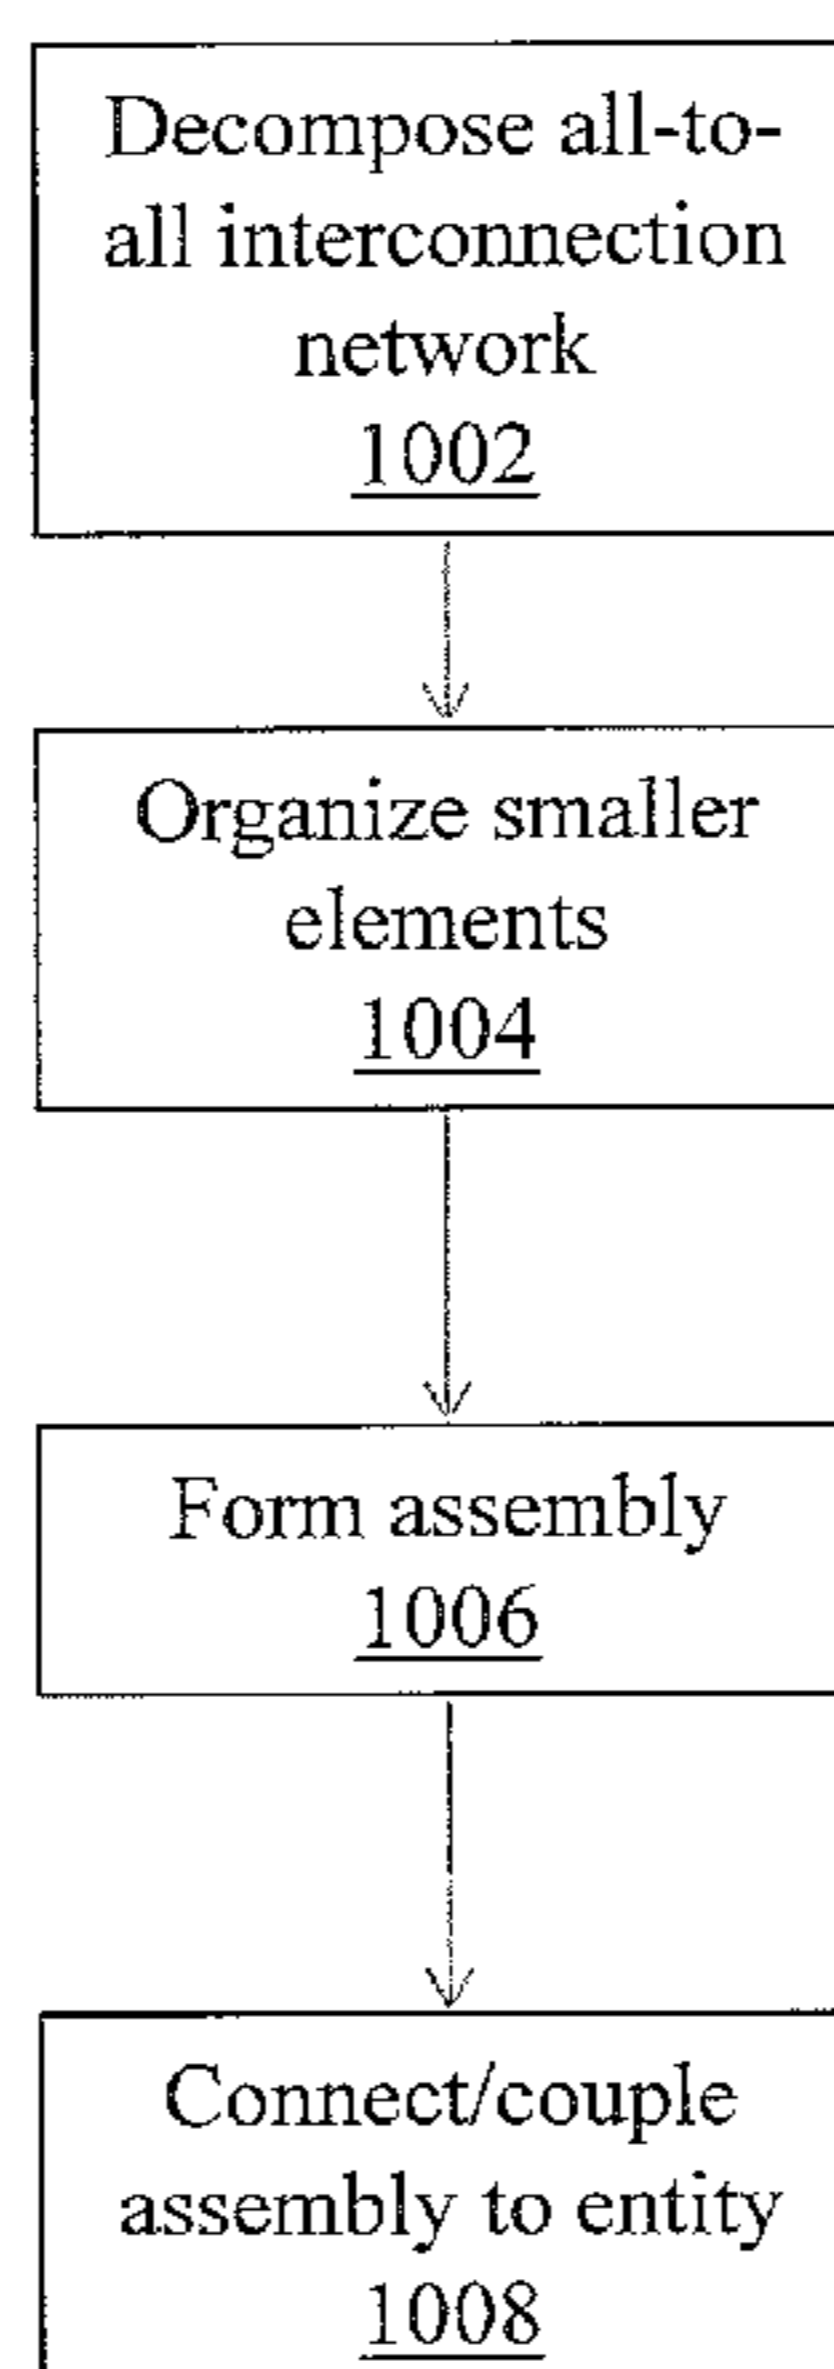 Decompose all-to-
all interconnection
network
1002
Organize smaller
elements
1004
Form assembly
1006
Connect/couple
assembly to entity
1008